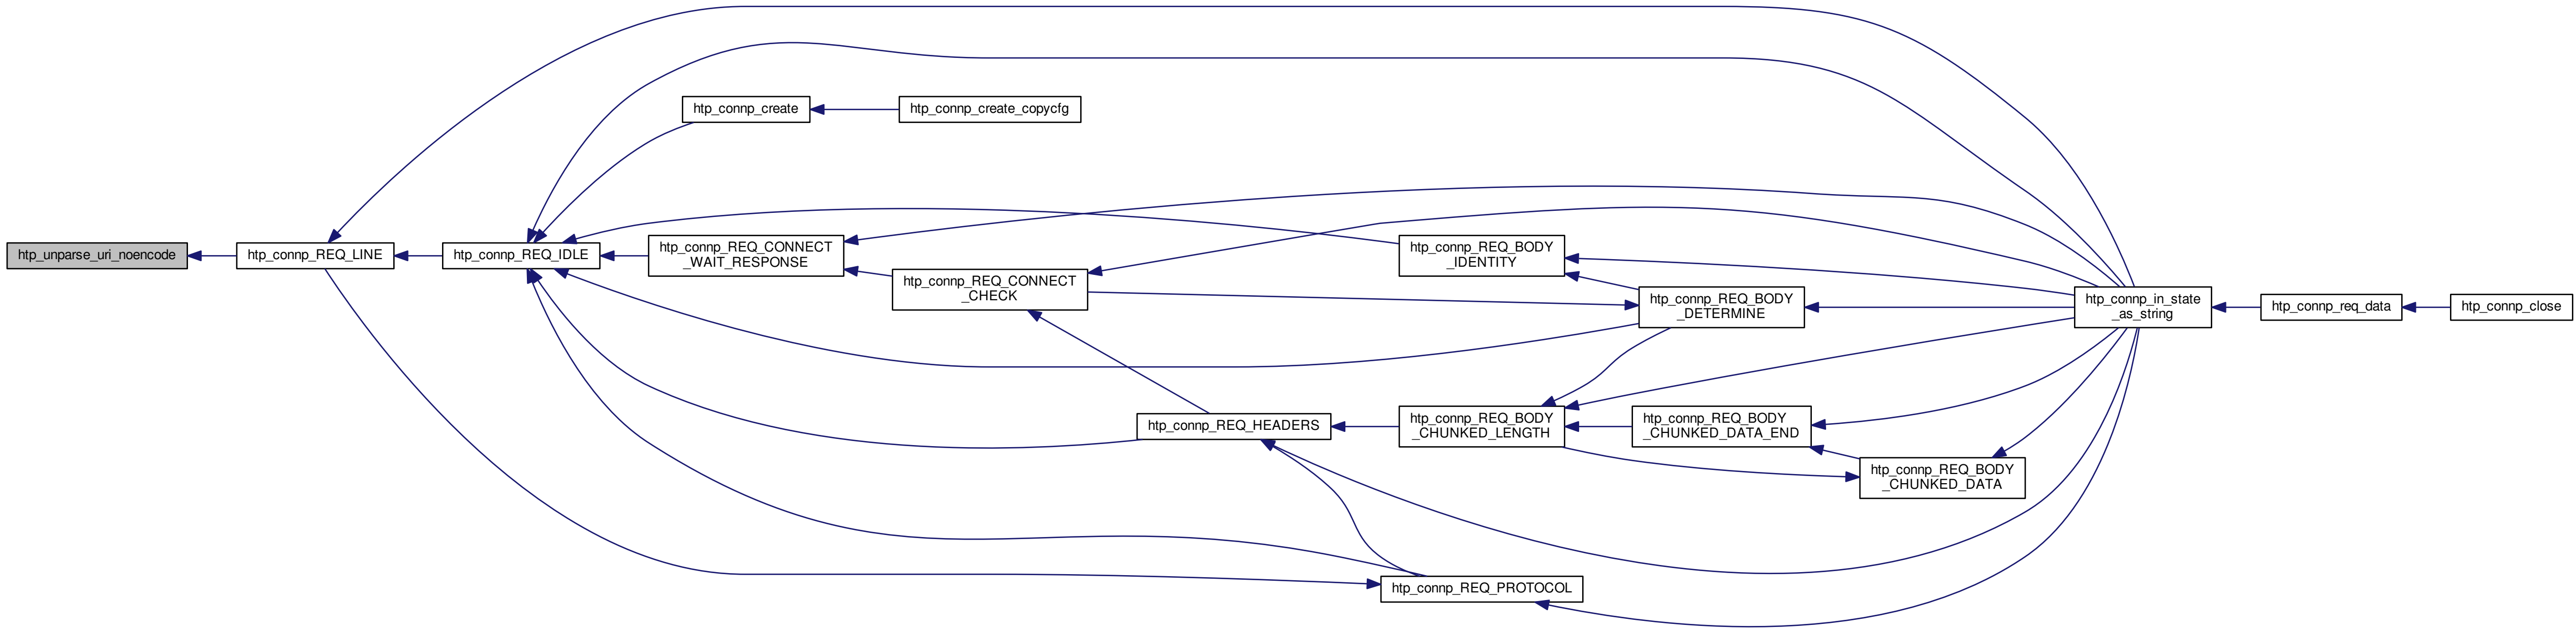 htp_unparse_uri_noencode
htp_connp_REQ_LINE
htp_connp_REQ_IDLE
htp_connp_create
htp_connp_create_copycfg
htp_connp_REQ_CONNECT
_WAIT_RESPONSE
htp_connp_REQ_CONNECT
_CHECK
htp_connp_REQ_HEADERS
htp_connp_REQ_BODY
_IDENTITY
htp_connp_REQ_BODY
_DETERMINE
htp_connp_REQ_BODY
_CHUNKED_LENGTH
htp_connp_REQ_BODY
_CHUNKED_DATA_END
htp_connp_REQ_BODY
_CHUNKED_DATA
htp_connp_REQ_PROTOCOL
htp_connp_in_state
_as_string
htp_connp_req_data
htp_connp_close